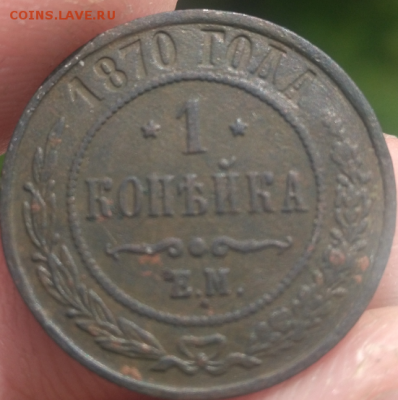 COINS.LAVE.RU
1870 ГОДА
* 1 *
КОПѢЙКА
Е.М.